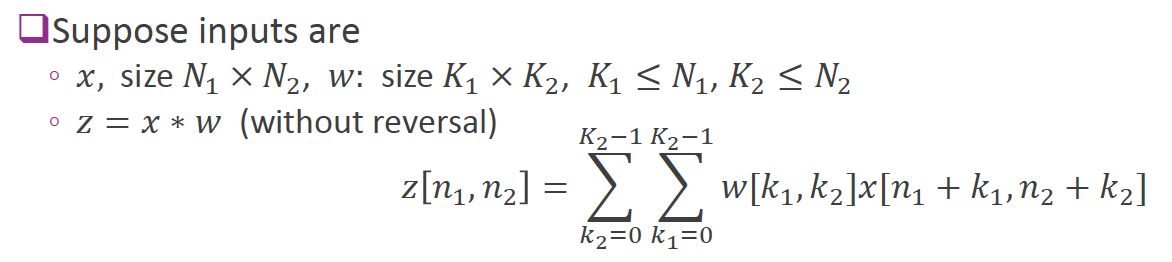 ❑Suppose inputs are
◦ x, size N₁ × N₂, w: size K₁ × K₂, K₁ ≤ N₁, K₂ ≤ N₂
◦ z = x ∗ w (without reversal)
K₂−1 K₂−1
z[n₁, n₂] = ∑ ∑ w[k₁, k₂]x[n₁ + k₁, n₂ + k₂]
k₂=0 k₁=0